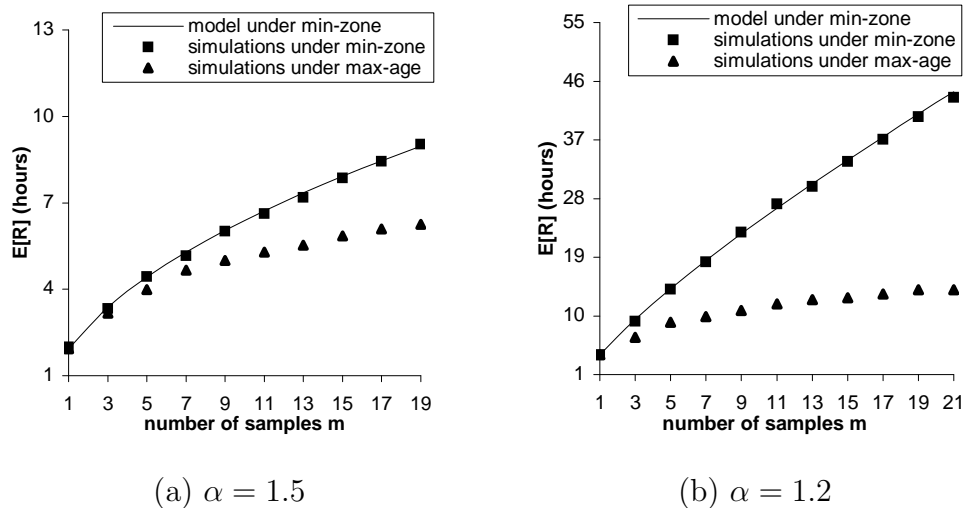 model under min-zone
simulations under min-zone
simulations under max-age
13
10
7
4
1
E[R] (hours)
1 3 5 7 9 11 13 15 17 19
number of samples m
(a) α = 1.5
model under min-zone
simulations under min-zone
simulations under max-age
55
46
37
28
19
10
1
E[R] (hours)
1 3 5 7 9 11 13 15 17 19 21
number of samples m
(b) α = 1.2